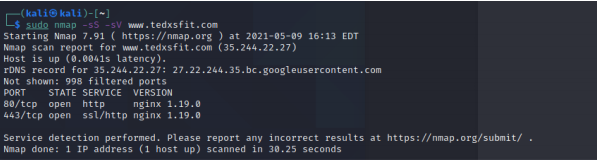 ┌──(kali㉿kali)-[~]
└─$ sudo nmap -sS -sV www.tedxsfit.com
Starting Nmap 7.91 ( https://nmap.org ) at 2021-05-09 16:13 EDT
Nmap scan report for www.tedxsfit.com (35.244.22.27)
Host is up (0.0041s latency).
rDNS record for 35.244.22.27: 27.22.244.35.bc.googleusercontent.com
Not shown: 998 filtered ports
PORT    STATE SERVICE  VERSION
80/tcp  open  http     nginx 1.19.0
443/tcp open  ssl/http nginx 1.19.0
Service detection performed. Please report any incorrect results at https://nmap.org/submit/ .
Nmap done: 1 IP address (1 host up) scanned in 30.25 seconds